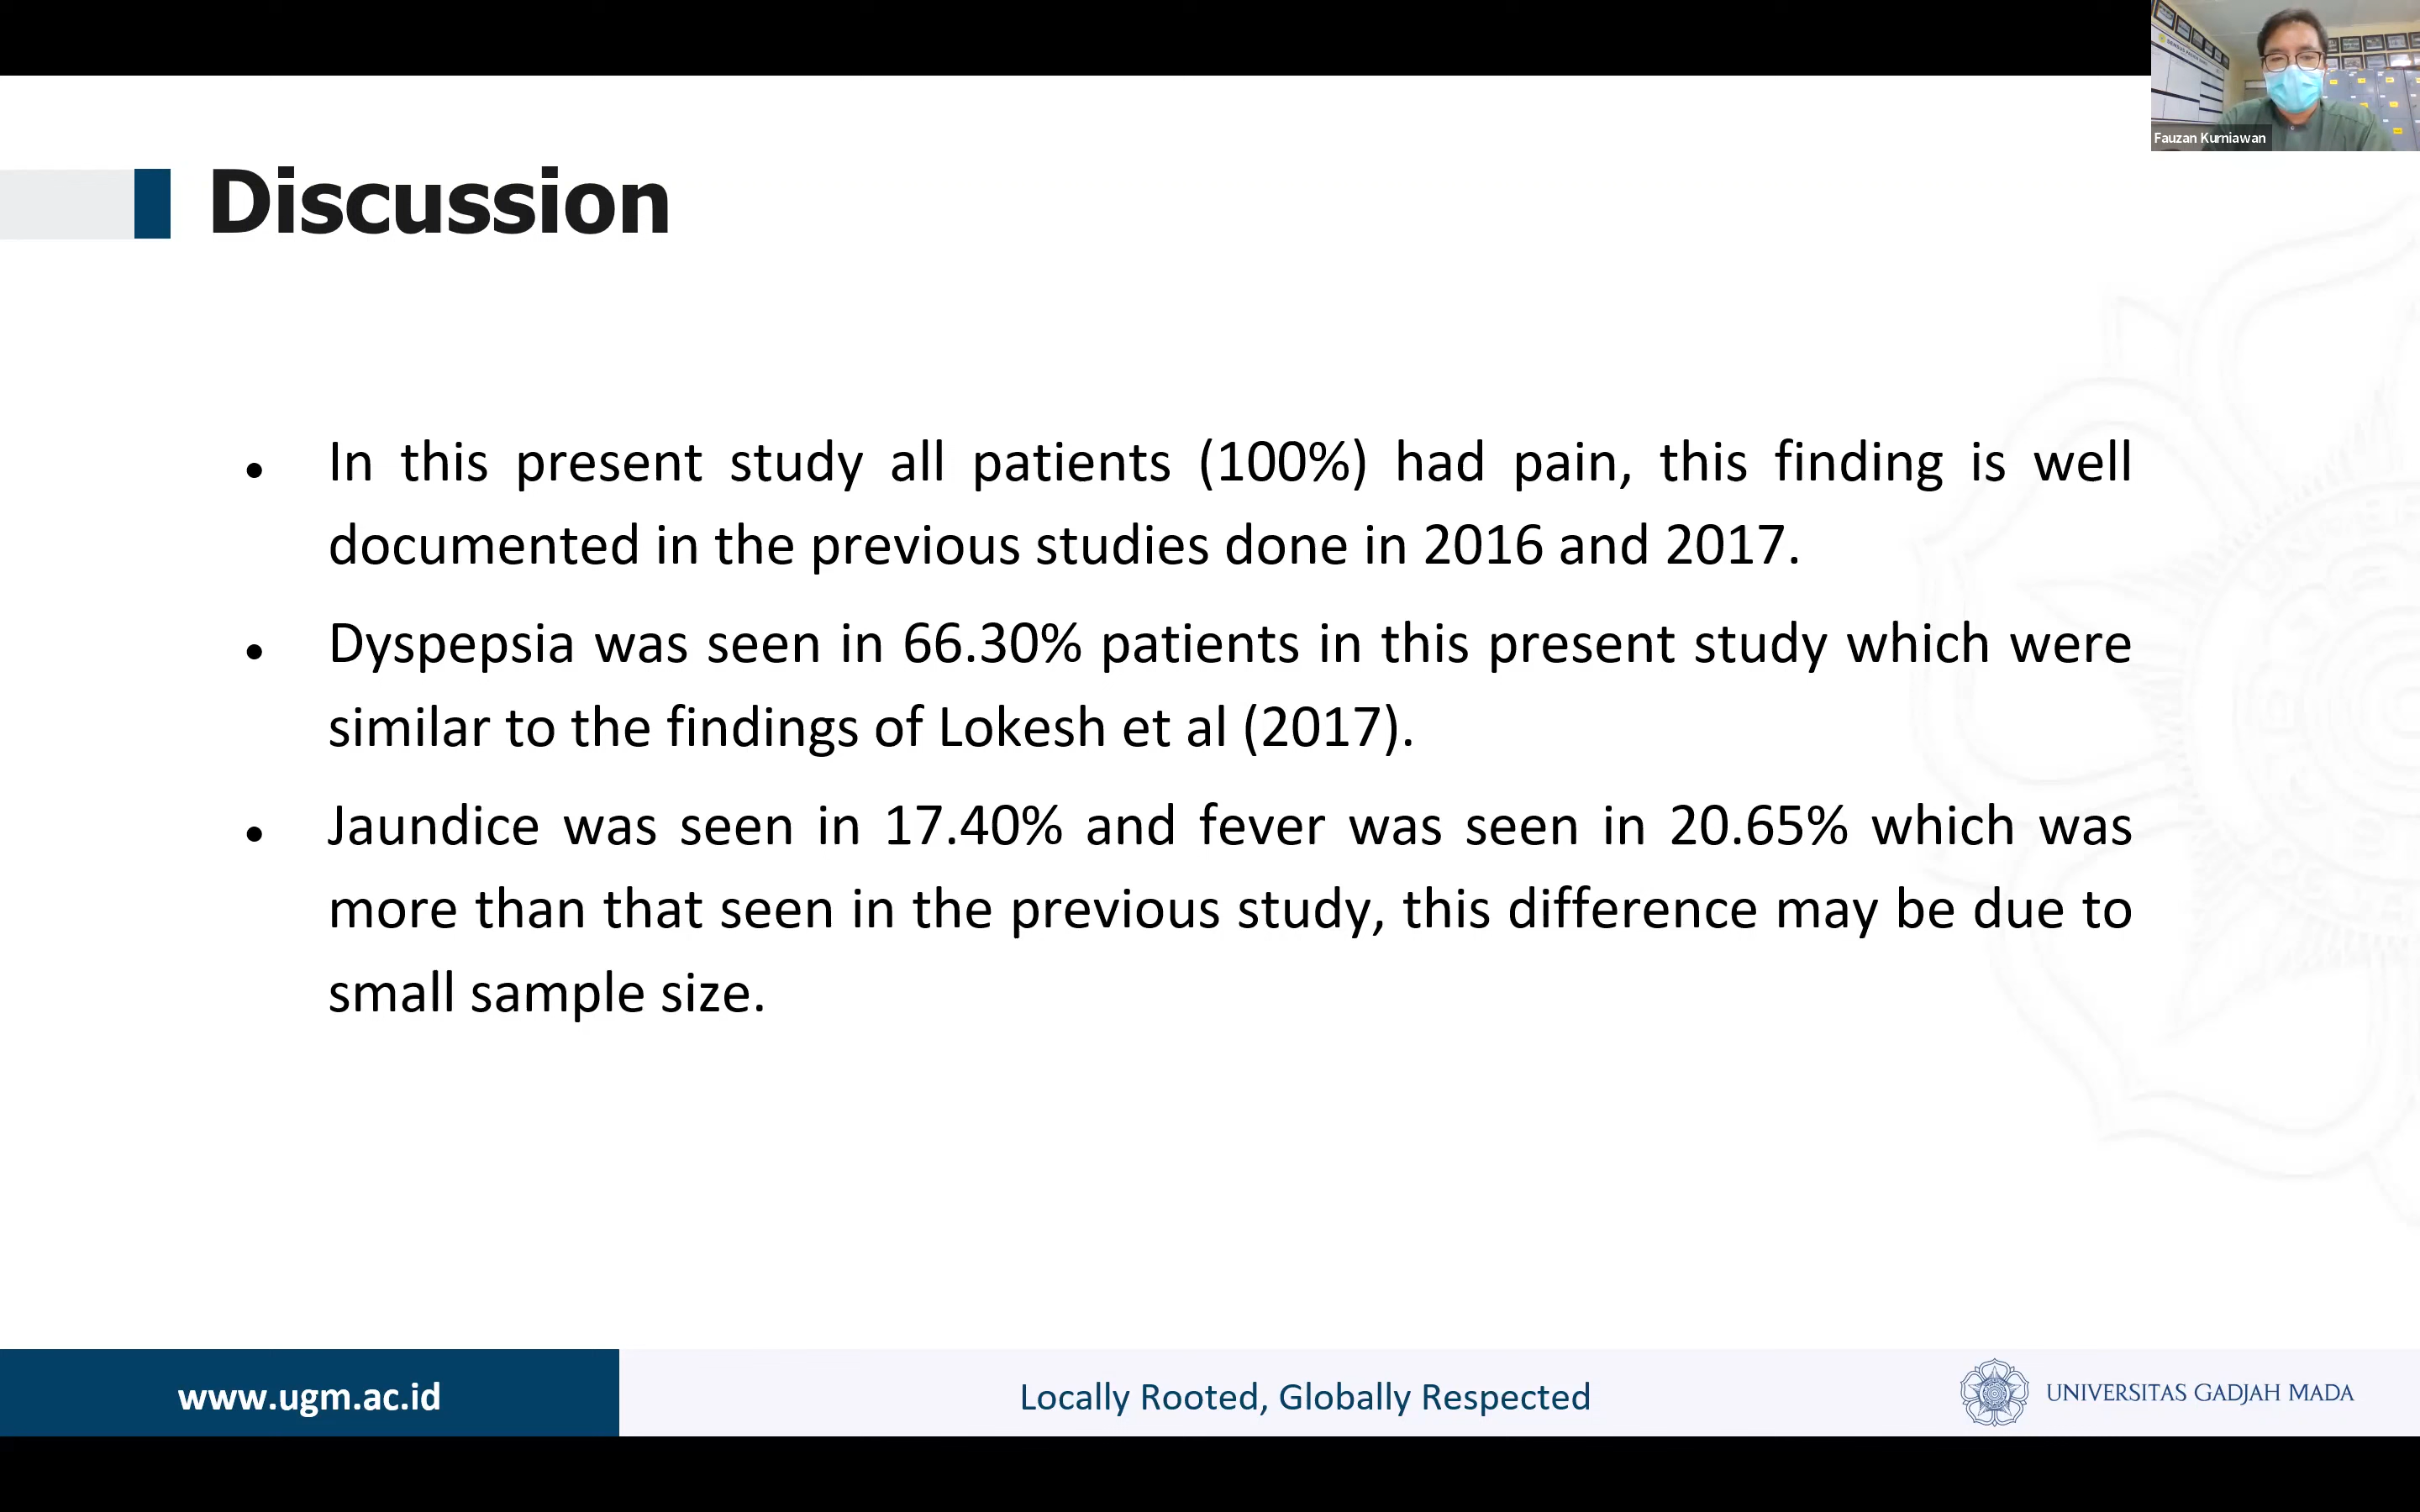 Fauzan Kurniawan
Discussion
• In this present study all patients (100%) had pain, this finding is well
documented in the previous studies done in 2016 and 2017.
• Dyspepsia was seen in 66.30% patients in this present study which were
similar to the findings of Lokesh et al (2017).
• Jaundice was seen in 17.40% and fever was seen in 20.65% which was
more than that seen in the previous study, this difference may be due to
small sample size.
www.ugm.ac.id
Locally Rooted, Globally Respected
UNIVERSITAS GADJAH MADA